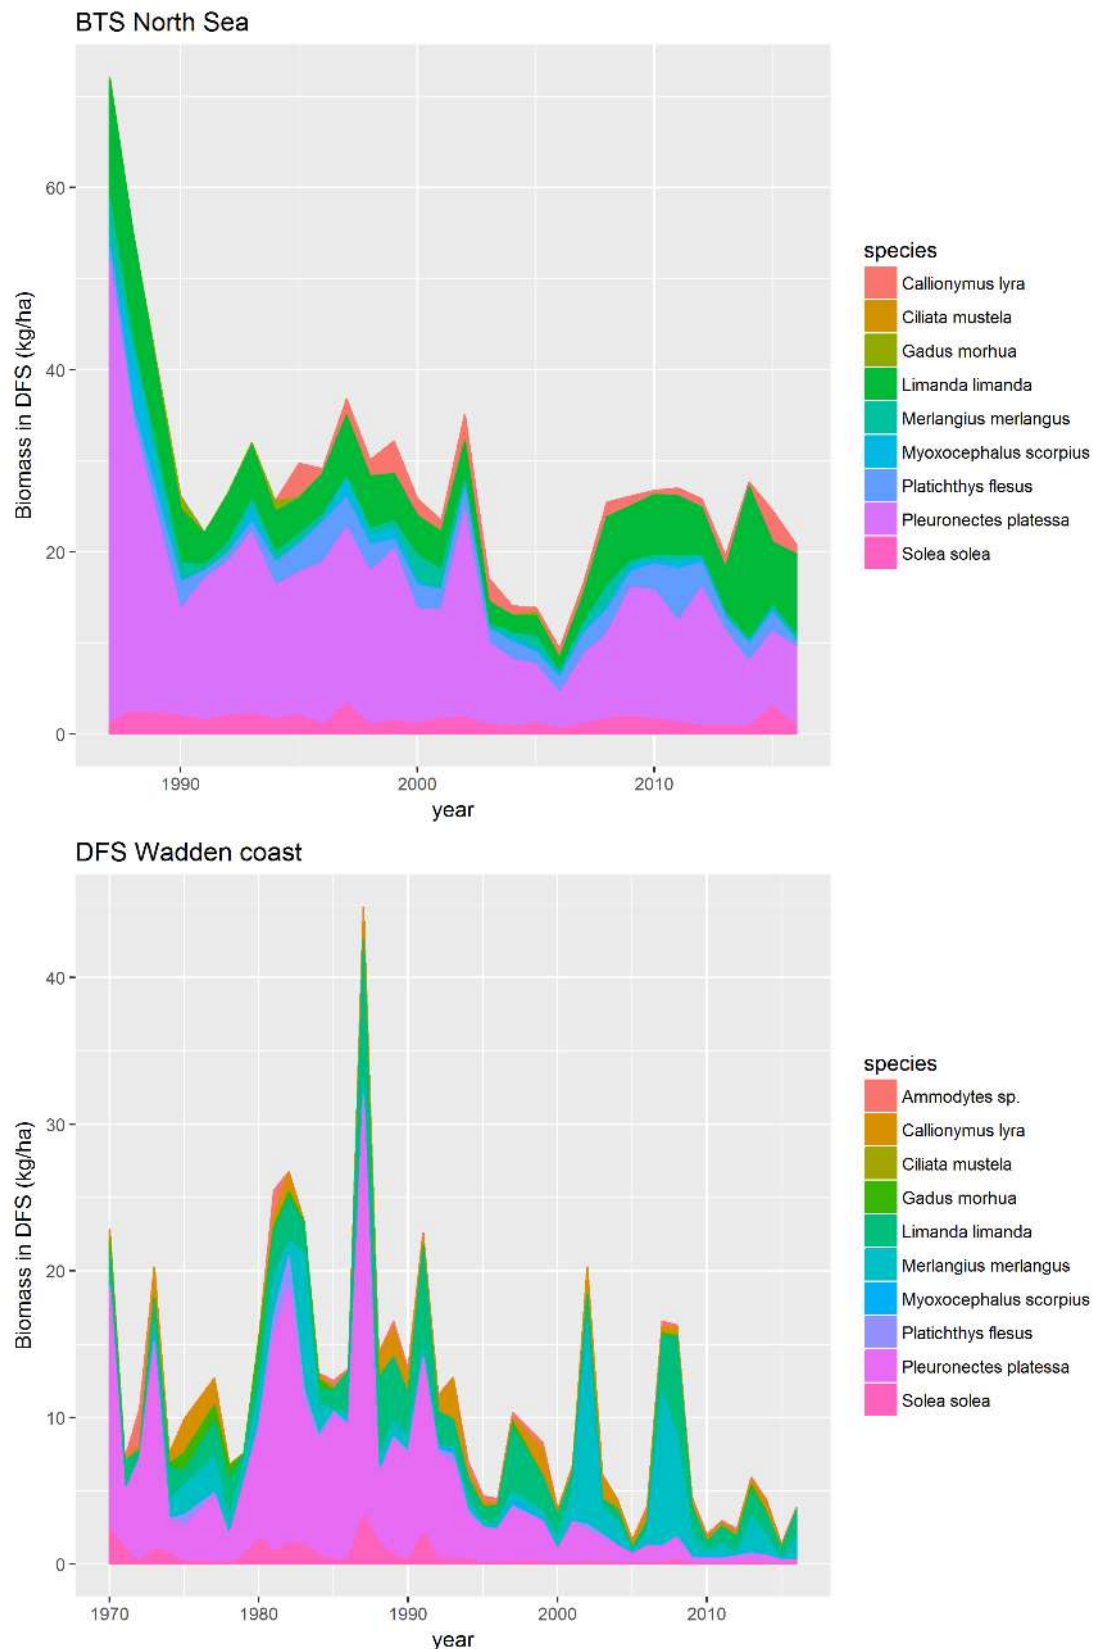 BTS North Sea
60
40
20
0
Biomass in DFS (kg/ha)
1990 2000 2010
year
species
Callionymus lyra
Ciliata mustela
Gadus morhua
Limanda limanda
Merlangius merlangus
Myoxocephalus scorpius
Platichthys flesus
Pleuronectes platessa
Solea solea
DFS Wadden coast
40
30
20
10
0
Biomass in DFS (kg/ha)
1970 1980 1990 2000 2010
year
species
Ammodytes sp.
Callionymus lyra
Ciliata mustela
Gadus morhua
Limanda limanda
Merlangius merlangus
Myoxocephalus scorpius
Platichthys flesus
Pleuronectes platessa
Solea solea